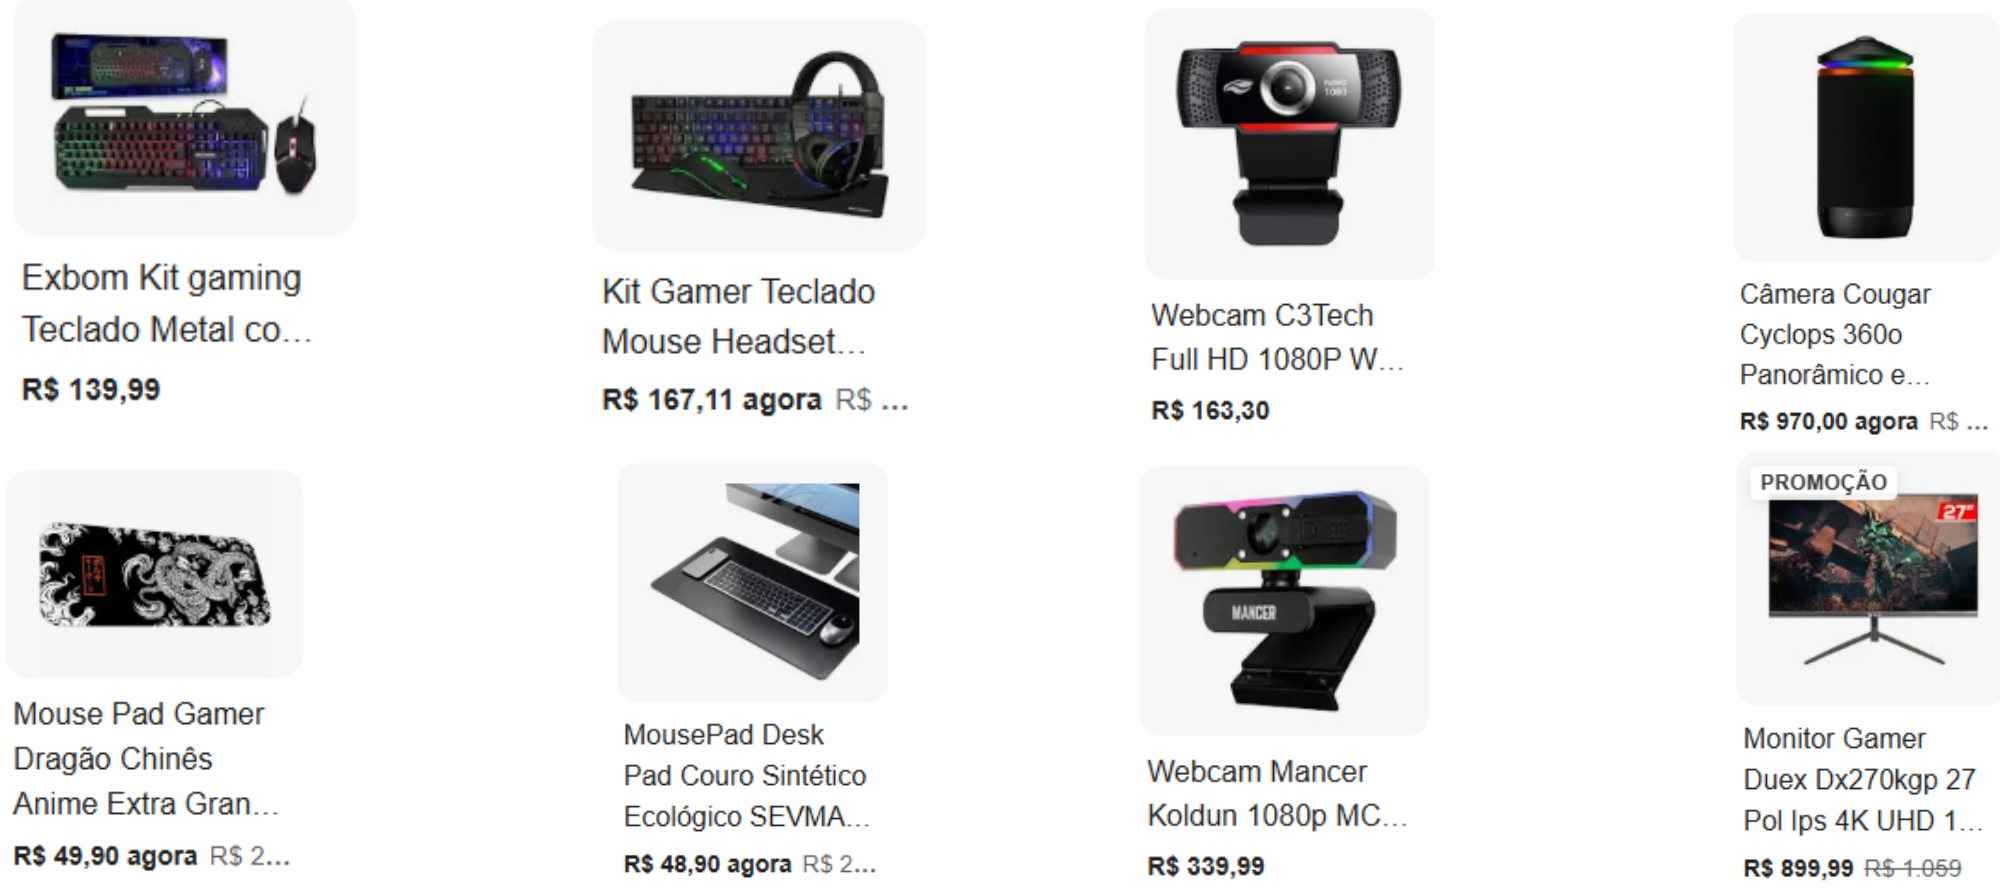 Exbom Kit gaming
Teclado Metal co...
R$ 139,99
Kit Gamer Teclado
Mouse Headset...
R$ 167,11 agora R$ ...
Webcam C3Tech
Full HD 1080P W...
R$ 163,30
Câmera Cougar
Cyclops 360o
Panorâmico e...
R$ 970,00 agora R$ ...
Mouse Pad Gamer
Dragão Chinês
Anime Extra Gran...
R$ 49,90 agora R$ 2...
MousePad Desk
Pad Couro Sintético
Ecológico SEVMA...
R$ 48,90 agora R$ 2...
MANCER
Webcam Mancer
Koldun 1080p MC...
R$ 339,99
PROMOÇÃO
27"
Monitor Gamer
Duex Dx270kgp 27
Pol Ips 4K UHD 1...
R$ 899,99 R$ 1.059